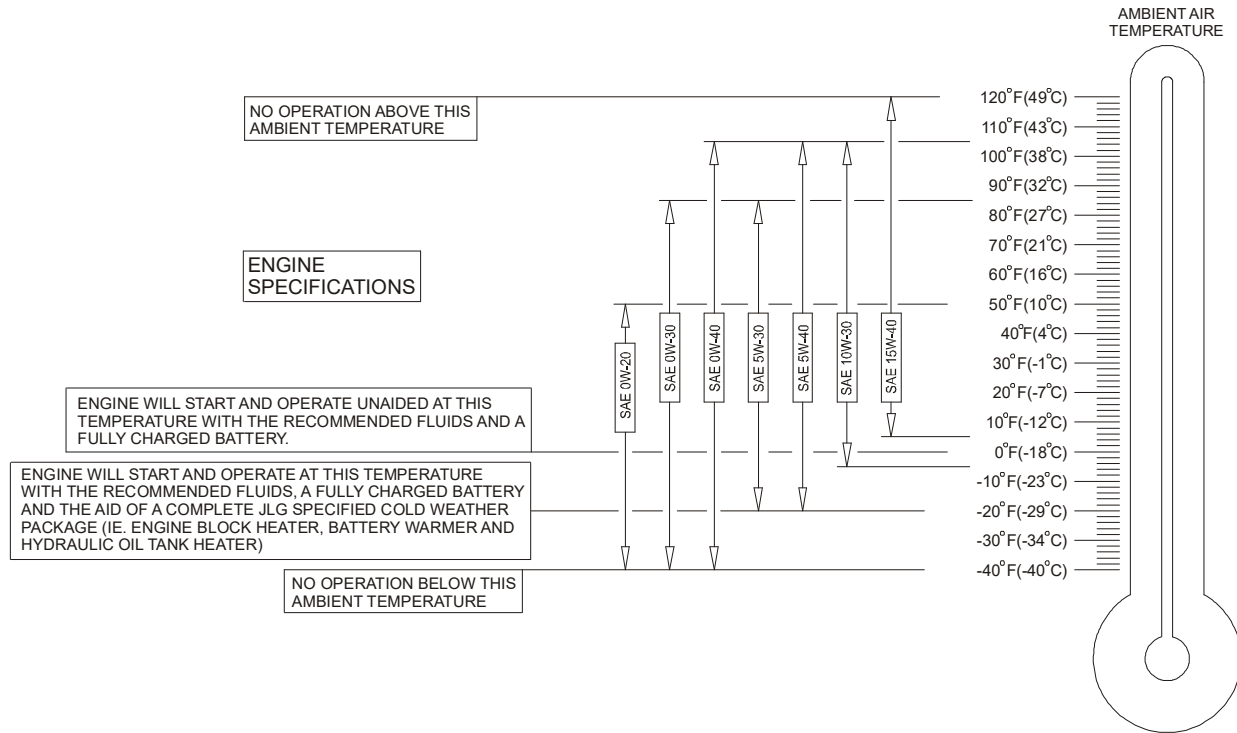 AMBIENT AIR
TEMPERATURE
NO OPERATION ABOVE THIS
AMBIENT TEMPERATURE
120°F(49°C)
110°F(43°C)
100°F(38°C)
90°F(32°C)
80°F(27°C)
70°F(21°C)
60°F(16°C)
50°F(10°C)
40°F(4°C)
30°F(-1°C)
20°F(-7°C)
10°F(-12°C)
0°F(-18°C)
-10°F(-23°C)
-20°F(-29°C)
-30°F(-34°C)
-40°F(-40°C)
ENGINE
SPECIFICATIONS
SAE 0W-20
SAE 0W-30
SAE 0W-40
SAE 5W-30
SAE 5W-40
SAE 10W-30
SAE 15W-40
ENGINE WILL START AND OPERATE UNAIDED AT THIS
TEMPERATURE WITH THE RECOMMENDED FLUIDS AND A
FULLY CHARGED BATTERY.
ENGINE WILL START AND OPERATE AT THIS TEMPERATURE
WITH THE RECOMMENDED FLUIDS, A FULLY CHARGED BATTERY
AND THE AID OF A COMPLETE JLG SPECIFIED COLD WEATHER
PACKAGE (IE. ENGINE BLOCK HEATER, BATTERY WARMER AND
HYDRAULIC OIL TANK HEATER)
NO OPERATION BELOW THIS
AMBIENT TEMPERATURE